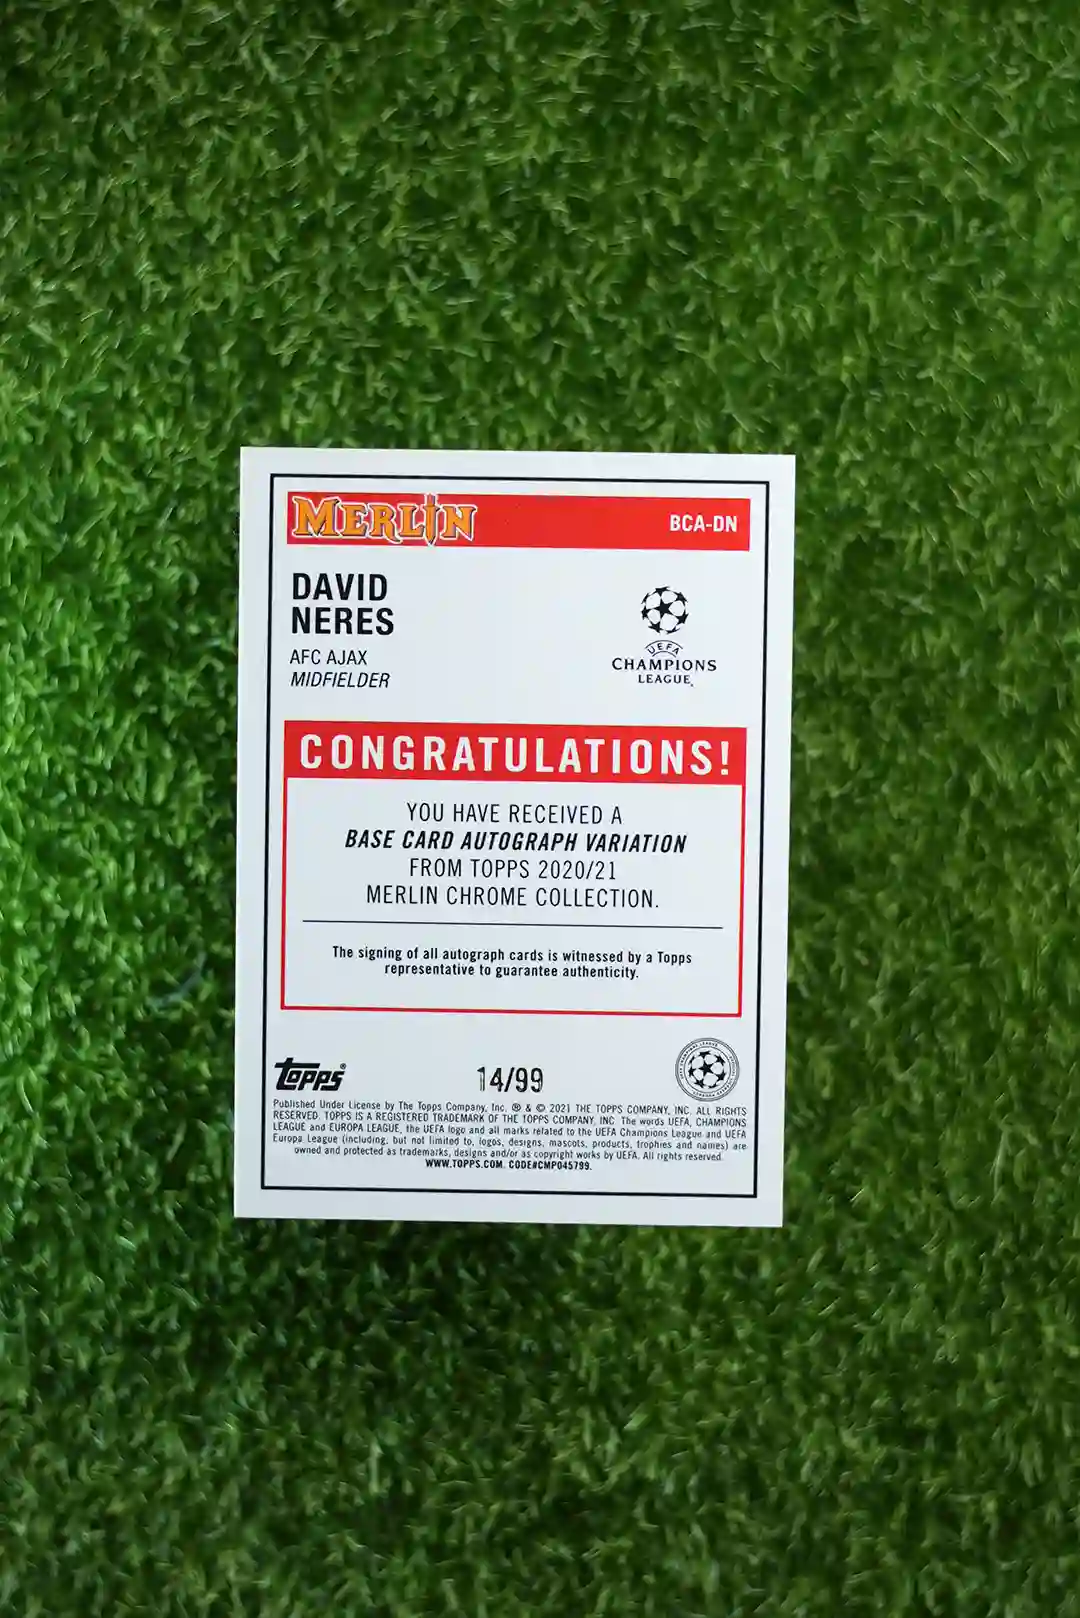 MERLIN
BCA-DN
DAVID
NERES
AFC AJAX
MIDFIELDER
UEFA
CHAMPIONS
LEAGUE
CONGRATULATIONS!
YOU HAVE RECEIVED A
BASE CARD AUTOGRAPH VARIATION
FROM TOPPS 2020/21
MERLIN CHROME COLLECTION.
The signing of all autograph cards is witnessed by a Topps
representative to guarantee authenticity.
Topps®
14/99
Published Under License by The Topps Company, Inc. ® & © 2021 THE TOPPS COMPANY, INC. ALL RIGHTS
RESERVED. TOPPS IS A REGISTERED TRADEMARK OF THE TOPPS COMPANY, INC. The words UEFA, CHAMPIONS
LEAGUE and EUROPA LEAGUE, the UEFA logo and all marks related to the UEFA Champions League and UEFA
Europa League (including, but not limited to, logos, designs, mascots, products, trophies and names) are
owned and protected as trademarks, designs and/or as copyright works by UEFA. All rights reserved.
WWW.TOPPS.COM. CODE#CMP045799.